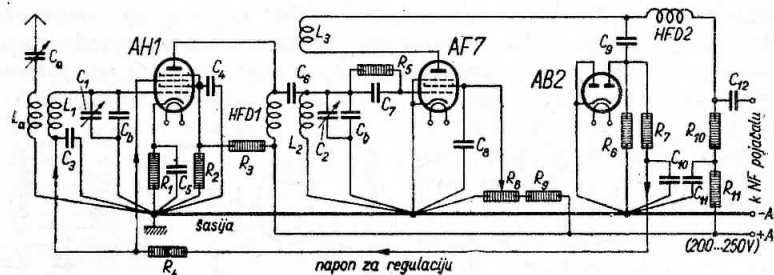 AH1
AF7
AB2
L3
C9
HFD2
Ca
C1
C4
R5
C6
C7
C12
La
L1
C3
Cb
HFD1
L2
C2
Cb
C8
R6
R7
R10
k NF pojačalu
R1
C5
R2
R3
R8
R9
C10
C11
R11
šasija
-A
+A
(200...250V)
R4
napon za regulaciju